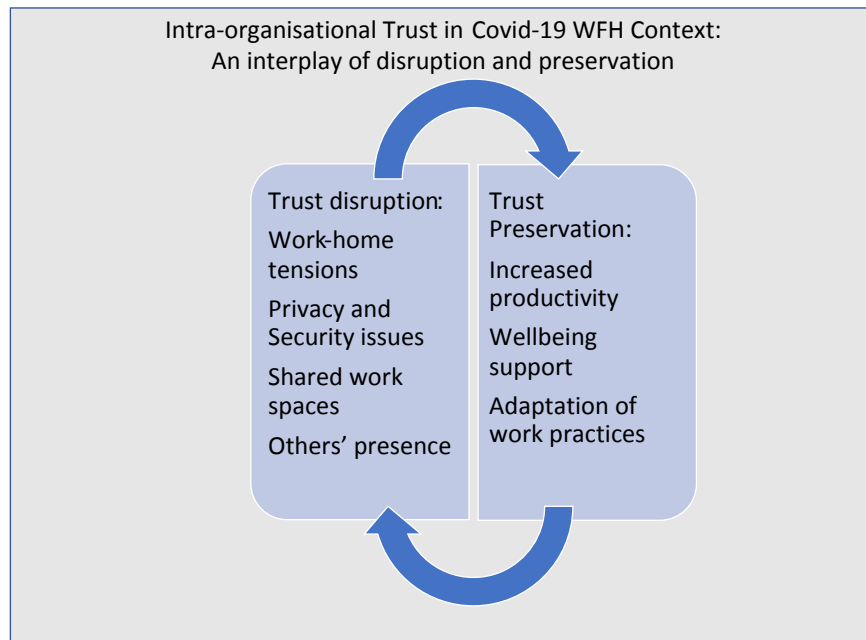 Intra-organisational Trust in Covid-19 WFH Context:
An interplay of disruption and preservation
Trust disruption:
Work-home
tensions
Privacy and
Security issues
Shared work
spaces
Others’ presence
Trust
Preservation:
Increased
productivity
Wellbeing
support
Adaptation of
work practices